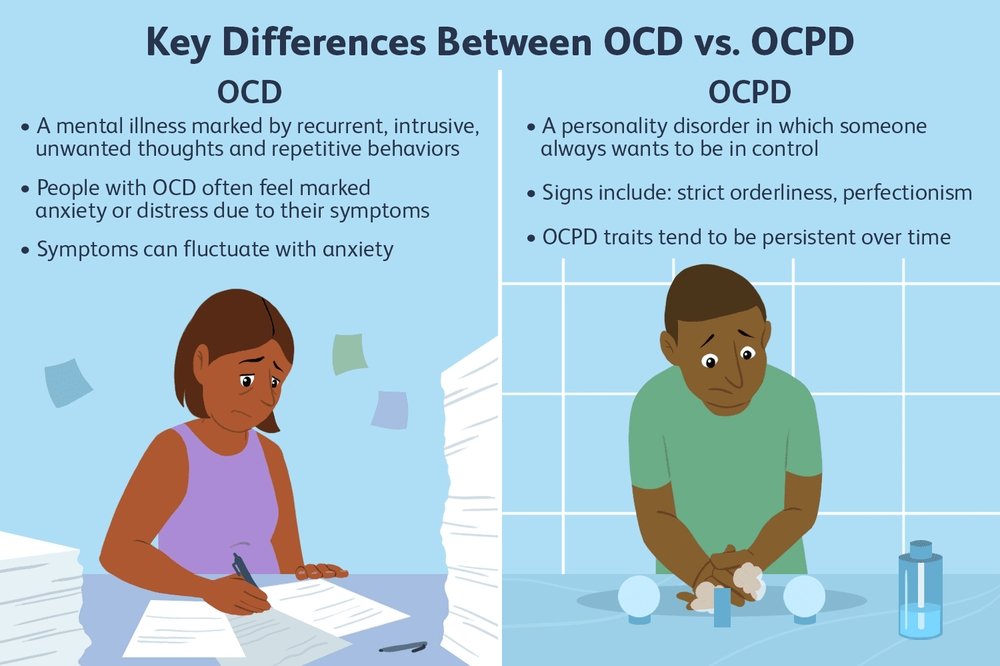 Key Differences Between OCD vs. OCPD
OCD
• A mental illness marked by recurrent, intrusive,
unwanted thoughts and repetitive behaviors
• People with OCD often feel marked
anxiety or distress due to their symptoms
• Symptoms can fluctuate with anxiety
OCPD
• A personality disorder in which someone
always wants to be in control
• Signs include: strict orderliness, perfectionism
• OCPD traits tend to be persistent over time